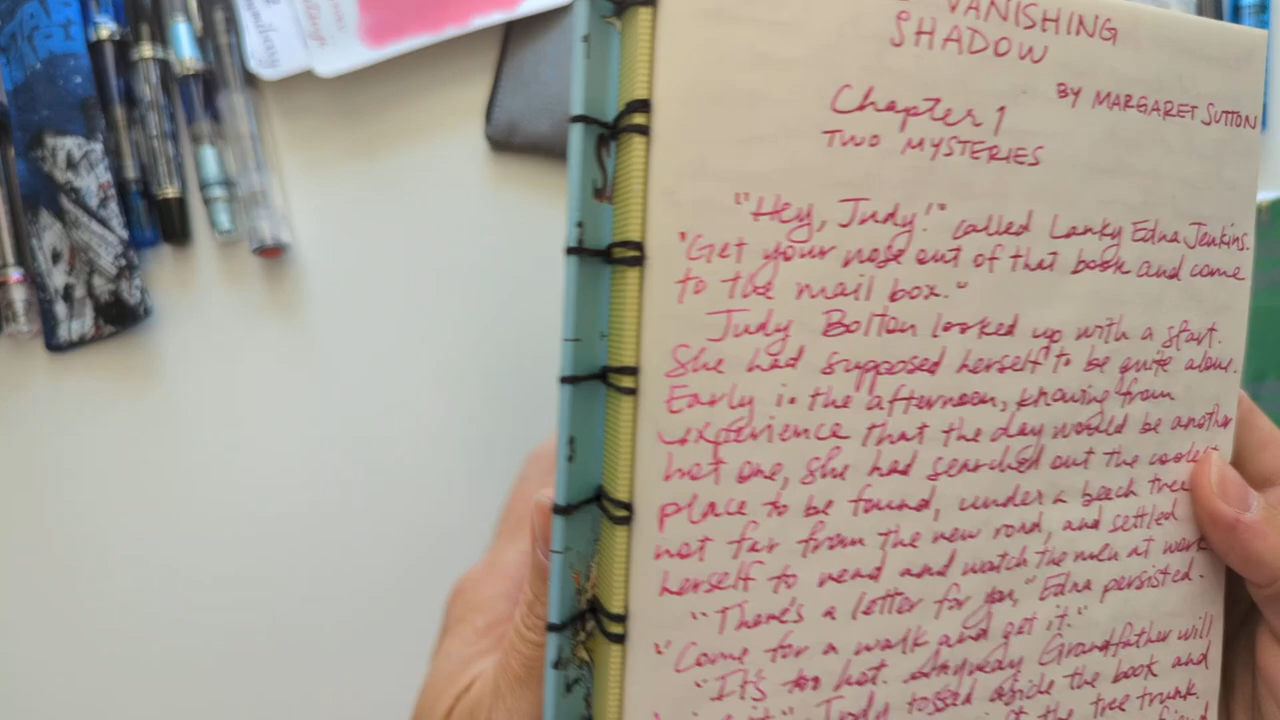 VANISHING
SHADOW
BY MARGARET SUTTON
Chapter 1
TWO MYSTERIES
"Hey, Judy!" called Lanky Edna Jenkins.
"Get your nose out of that book and come
to the mail box."
Judy Bolton looked up with a start.
She had supposed herself to be quite alone.
Early in the afternoon, knowing from
experience that the day would be another
hot one, she had searched out the coolest
place to be found, under a beech tree
not far from the new road, and settled
herself to read and watch the men at work
"There's a letter for you," Edna persisted.
"Come for a walk and get it."
"It's too hot. Anyway Grandfather will
it." Judy tossed aside the book and
the tree trunk.